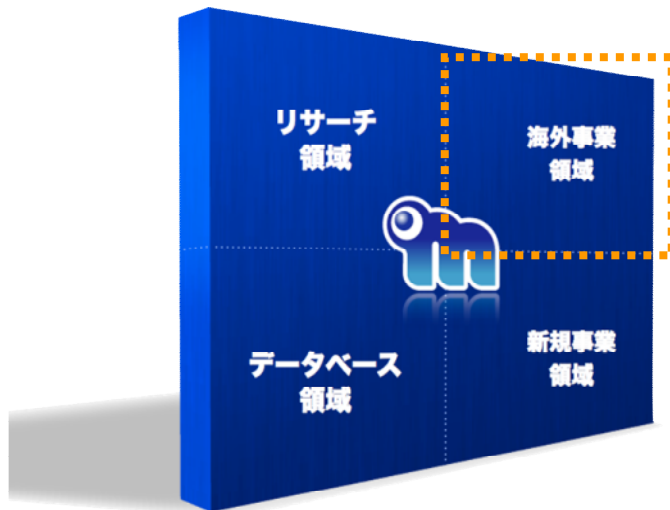 リサーチ
領域
海外事業
領域
データベース
領域
新規事業
領域